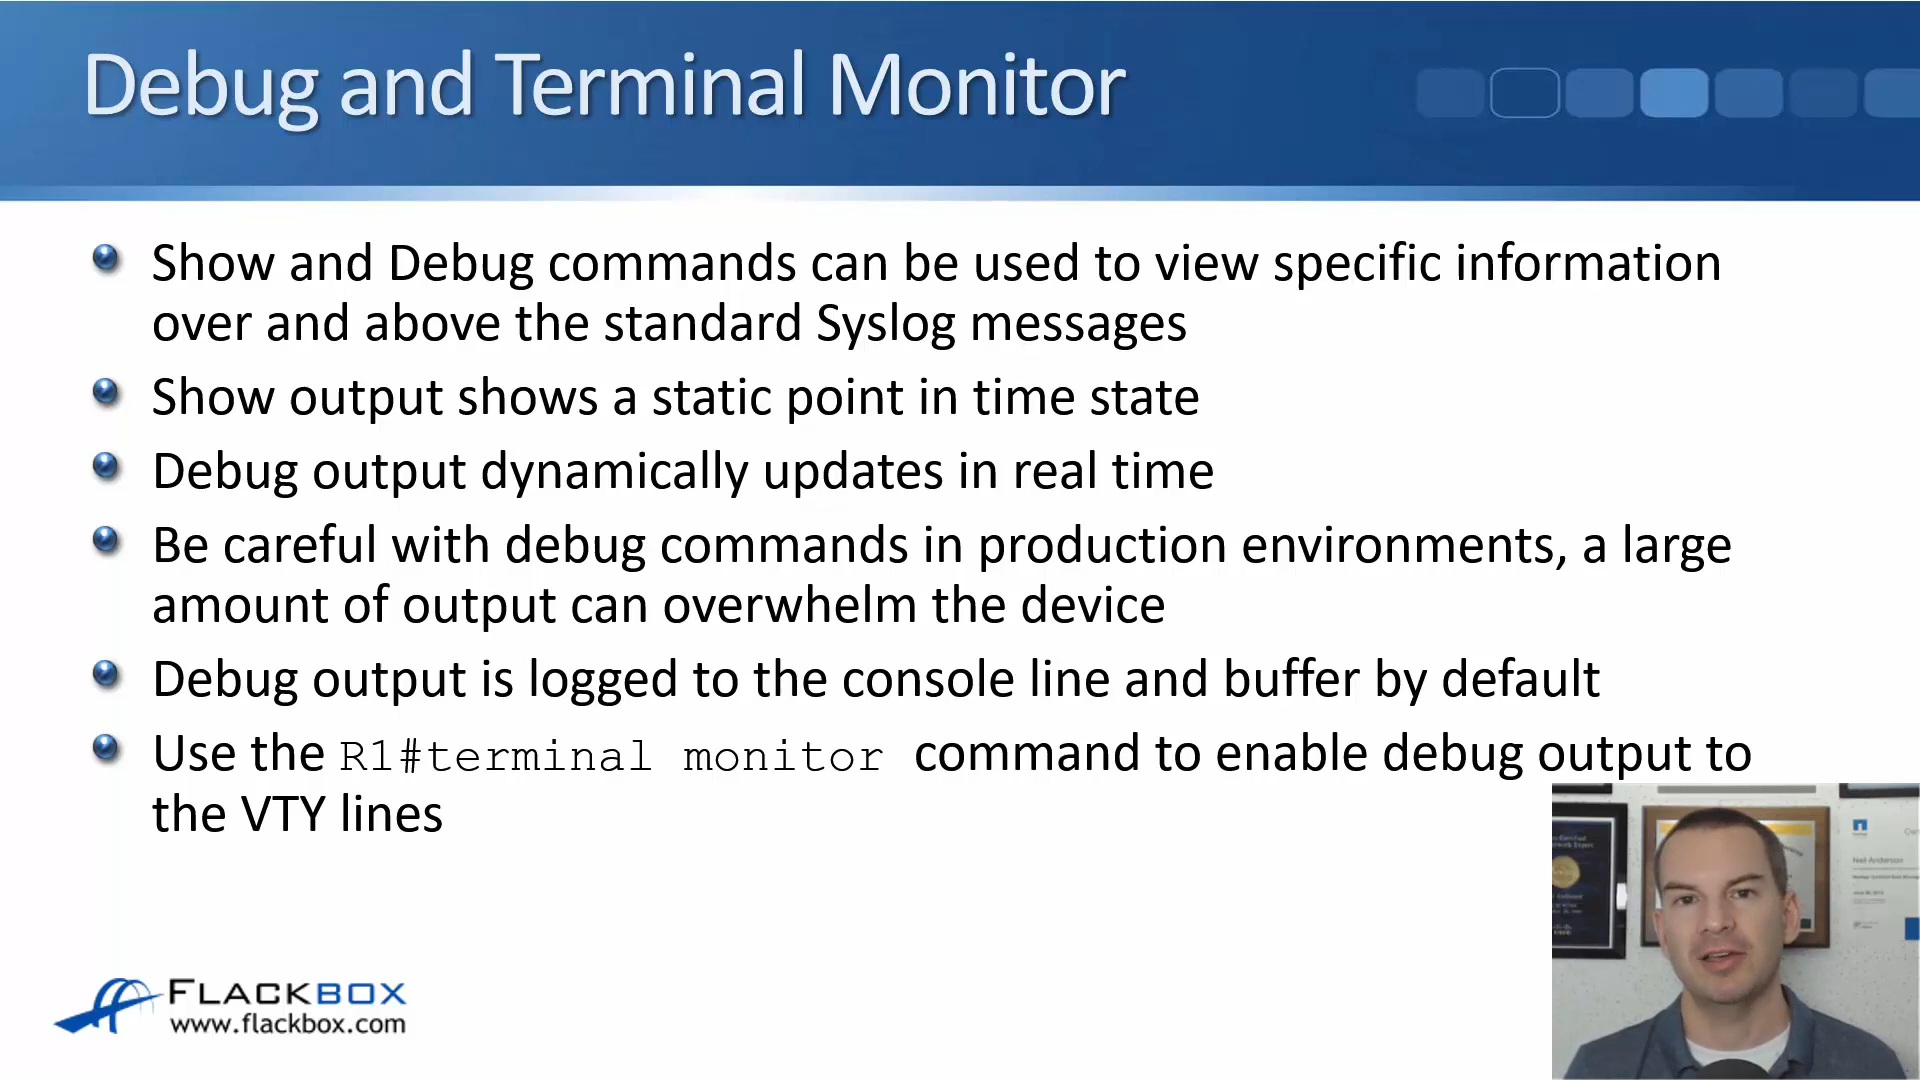 Debug and Terminal Monitor
Show and Debug commands can be used to view specific information
over and above the standard Syslog messages
Show output shows a static point in time state
Debug output dynamically updates in real time
Be careful with debug commands in production environments, a large
amount of output can overwhelm the device
Debug output is logged to the console line and buffer by default
Use the R1#terminal monitor command to enable debug output to
the VTY lines
FLACKBOX
www.flackbox.com
Neil Anderson